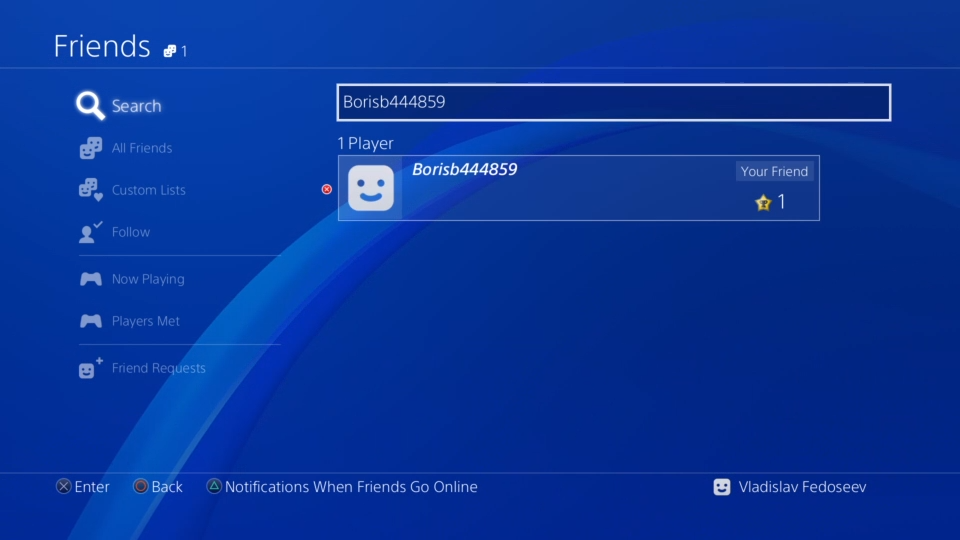 Friends 1
Search
All Friends
Custom Lists
Follow
Now Playing
Players Met
Friend Requests
Borisb444859
1 Player
Borisb444859
Your Friend
1
Enter Back Notifications When Friends Go Online
Vladislav Fedoseev